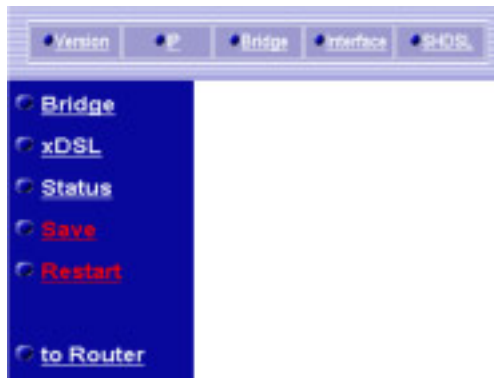 Version IP Bridge Interface SHDSL
Bridge
xDSL
Status
Save
Restart
to Router